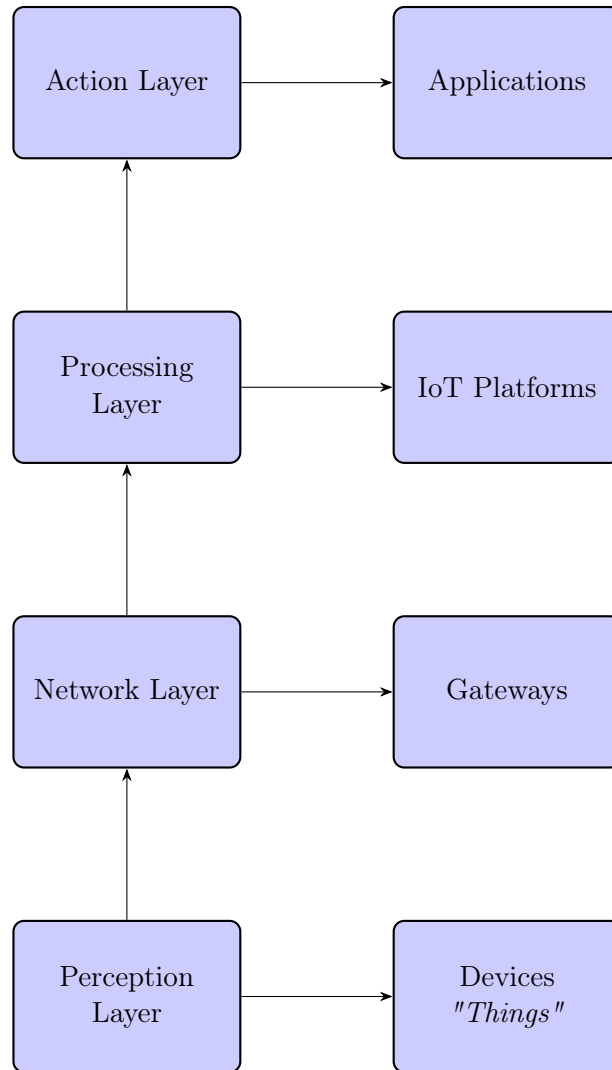 Action Layer
Applications
Processing
Layer
IoT Platforms
Network Layer
Gateways
Perception
Layer
Devices
"Things"